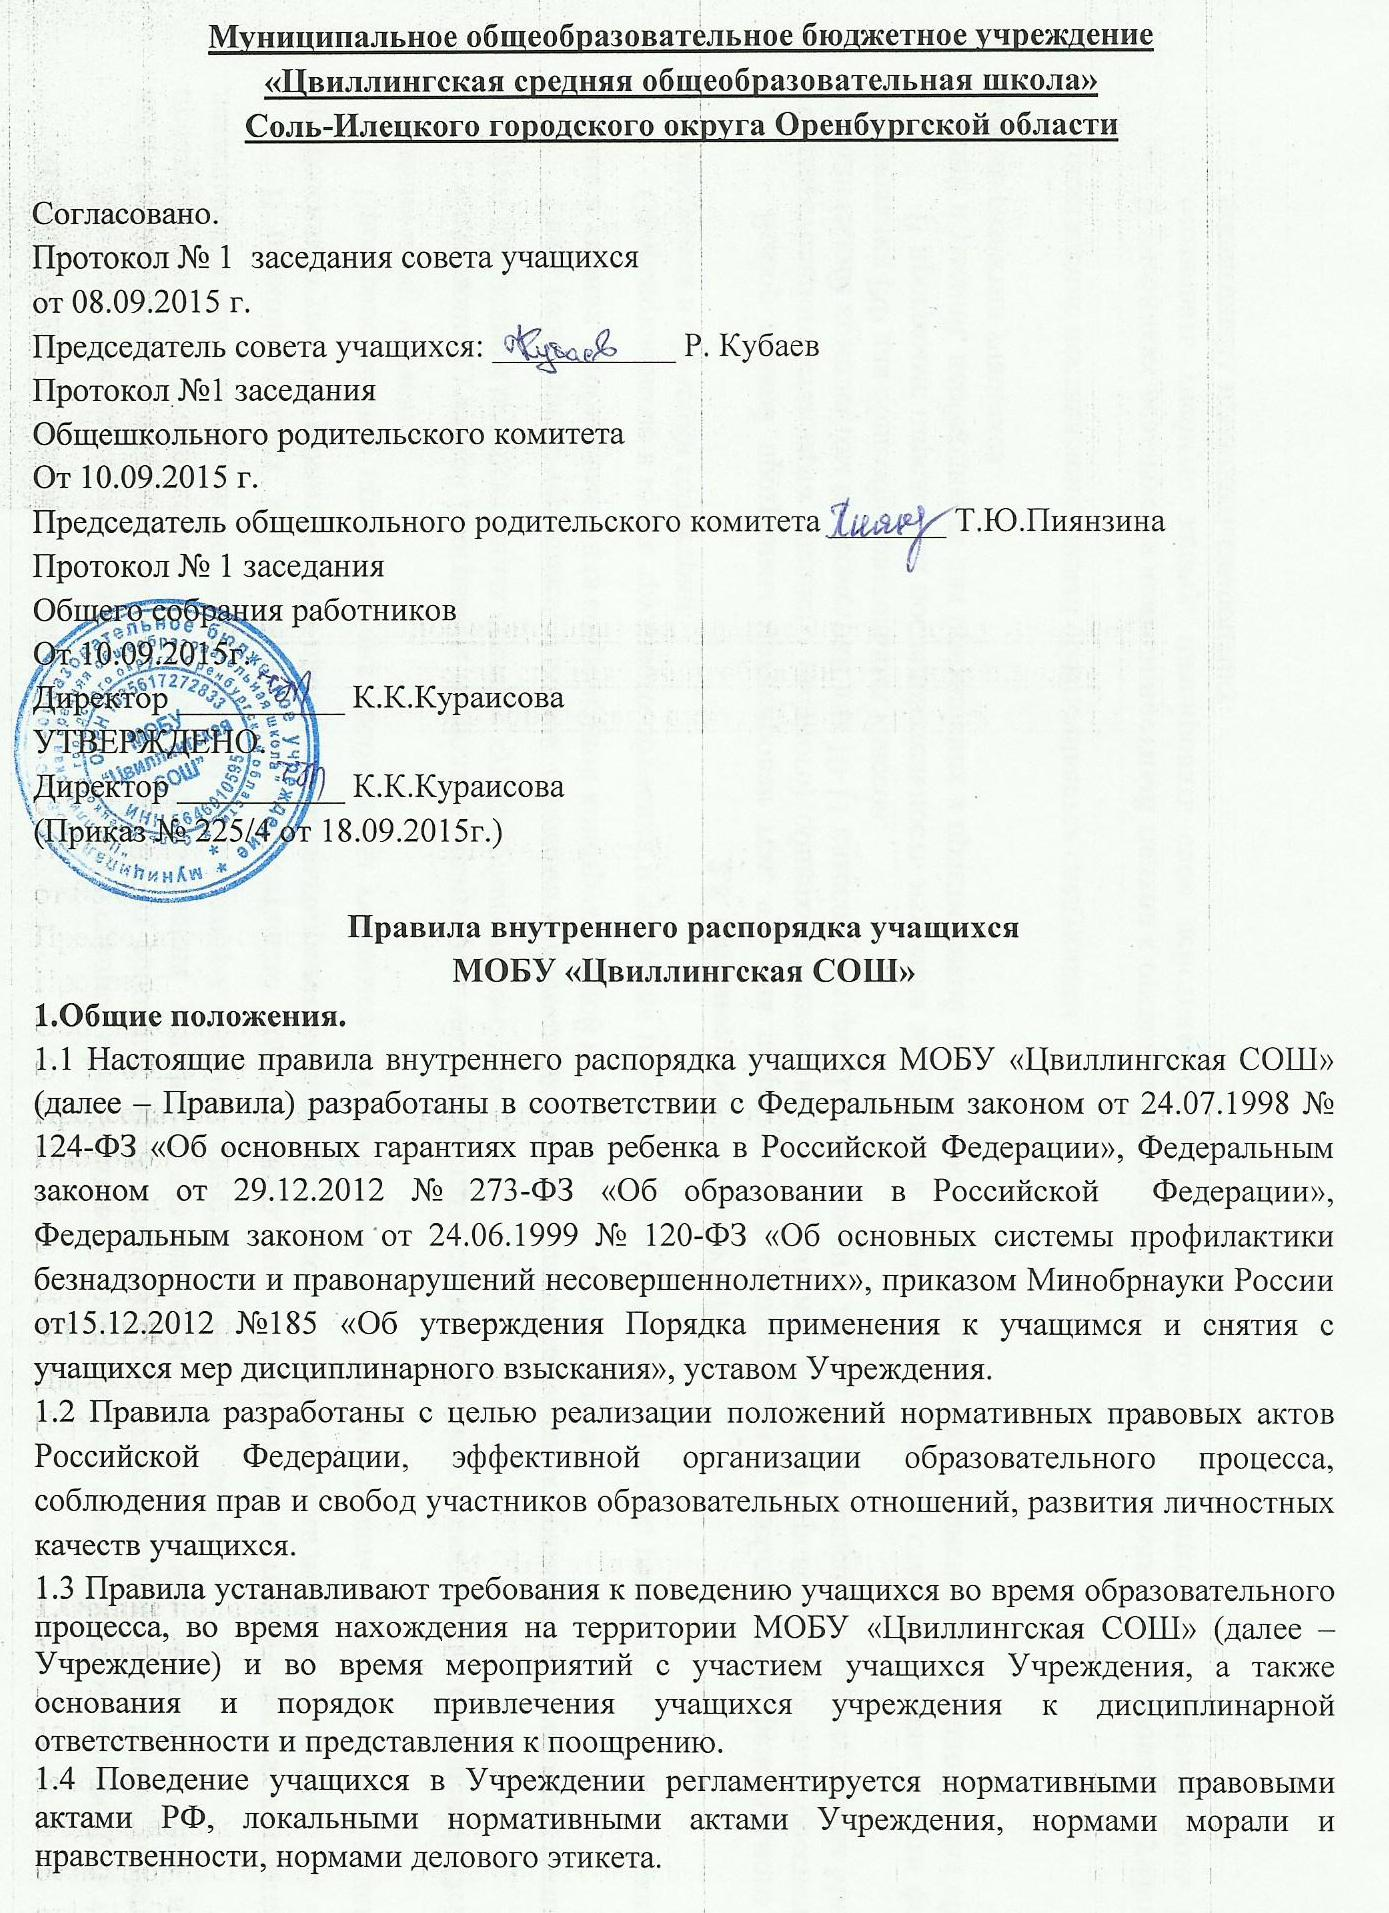 Муниципальное общеобразовательное бюджетное учреждение
«Цвиллингская средняя общеобразовательная школа»
Соль-Илецкого городского округа Оренбургской области
Согласовано.
Протокол № 1 заседания совета учащихся
от 08.09.2015 г.
Председатель совета учащихся: Кубаев Р. Кубаев
Протокол №1 заседания
Общешкольного родительского комитета
От 10.09.2015 г.
Председатель общешкольного родительского комитета Т.Ю.Пиянзина
Протокол № 1 заседания
Общего собрания работников
От 10.09.2015г.
Директор К.К.Кураисова
УТВЕРЖДЕНО.
Директор К.К.Кураисова
(Приказ № 225/4 от 18.09.2015г.)
МОБУ
"Цвиллингская
СОШ"
Правила внутреннего распорядка учащихся
МОБУ «Цвиллингская СОШ»
1.Общие положения.
1.1 Настоящие правила внутреннего распорядка учащихся МОБУ «Цвиллингская СОШ»
(далее – Правила) разработаны в соответствии с Федеральным законом от 24.07.1998 №
124-ФЗ «Об основных гарантиях прав ребенка в Российской Федерации», Федеральным
законом от 29.12.2012 № 273-ФЗ «Об образовании в Российской Федерации»,
Федеральным законом от 24.06.1999 № 120-ФЗ «Об основных системы профилактики
безнадзорности и правонарушений несовершеннолетних», приказом Минобрнауки России
от15.12.2012 №185 «Об утверждения Порядка применения к учащимся и снятия с
учащихся мер дисциплинарного взыскания», уставом Учреждения.
1.2 Правила разработаны с целью реализации положений нормативных правовых актов
Российской Федерации, эффективной организации образовательного процесса,
соблюдения прав и свобод участников образовательных отношений, развития личностных
качеств учащихся.
1.3 Правила устанавливают требования к поведению учащихся во время образовательного
процесса, во время нахождения на территории МОБУ «Цвиллингская СОШ» (далее –
Учреждение) и во время мероприятий с участием учащихся Учреждения, а также
основания и порядок привлечения учащихся учреждения к дисциплинарной
ответственности и представления к поощрению.
1.4 Поведение учащихся в Учреждении регламентируется нормативными правовыми
актами РФ, локальными нормативными актами Учреждения, нормами морали и
нравственности, нормами делового этикета.